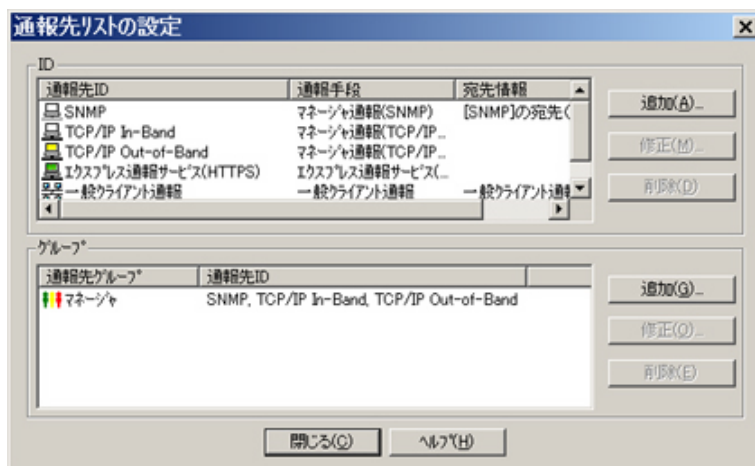 通報先リストの設定
ID
通報先ID 通報手段 宛先情報
SNMP ﾏﾈｰｼﾞｬ通報(SNMP) [SNMP]の宛先(
TCP/IP In-Band ﾏﾈｰｼﾞｬ通報(TCP/IP...
TCP/IP Out-of-Band ﾏﾈｰｼﾞｬ通報(TCP/IP...
ｴｸｽﾌﾟﾚｽ通報ｻｰﾋﾞｽ(HTTPS) ｴｸｽﾌﾟﾚｽ通報ｻｰﾋﾞｽ(...
一般ｸﾗｲｱﾝﾄ通報 一般ｸﾗｲｱﾝﾄ通報 一般ｸﾗｲｱﾝﾄ通
追加(A)...
修正(M)...
削除(D)
ｸﾞﾙｰﾌﾟ
通報先ｸﾞﾙｰﾌﾟ 通報先ID
ﾏﾈｰｼﾞｬ SNMP, TCP/IP In-Band, TCP/IP Out-of-Band
追加(G)...
修正(O)...
削除(E)
閉じる(C) ﾍﾙﾌﾟ(H)